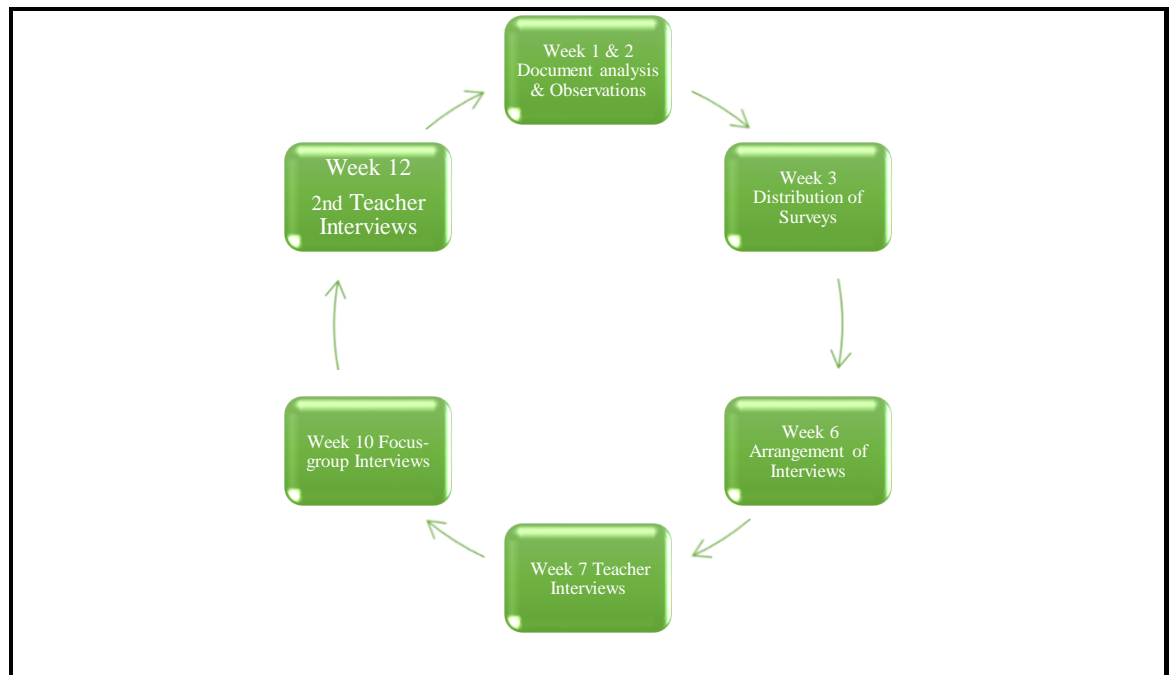 Week 1 & 2
Document analysis
& Observations
Week 3
Distribution of
Surveys
Week 6
Arrangement of
Interviews
Week 7 Teacher
Interviews
Week 10 Focus-
group Interviews
Week 12
2nd Teacher
Interviews